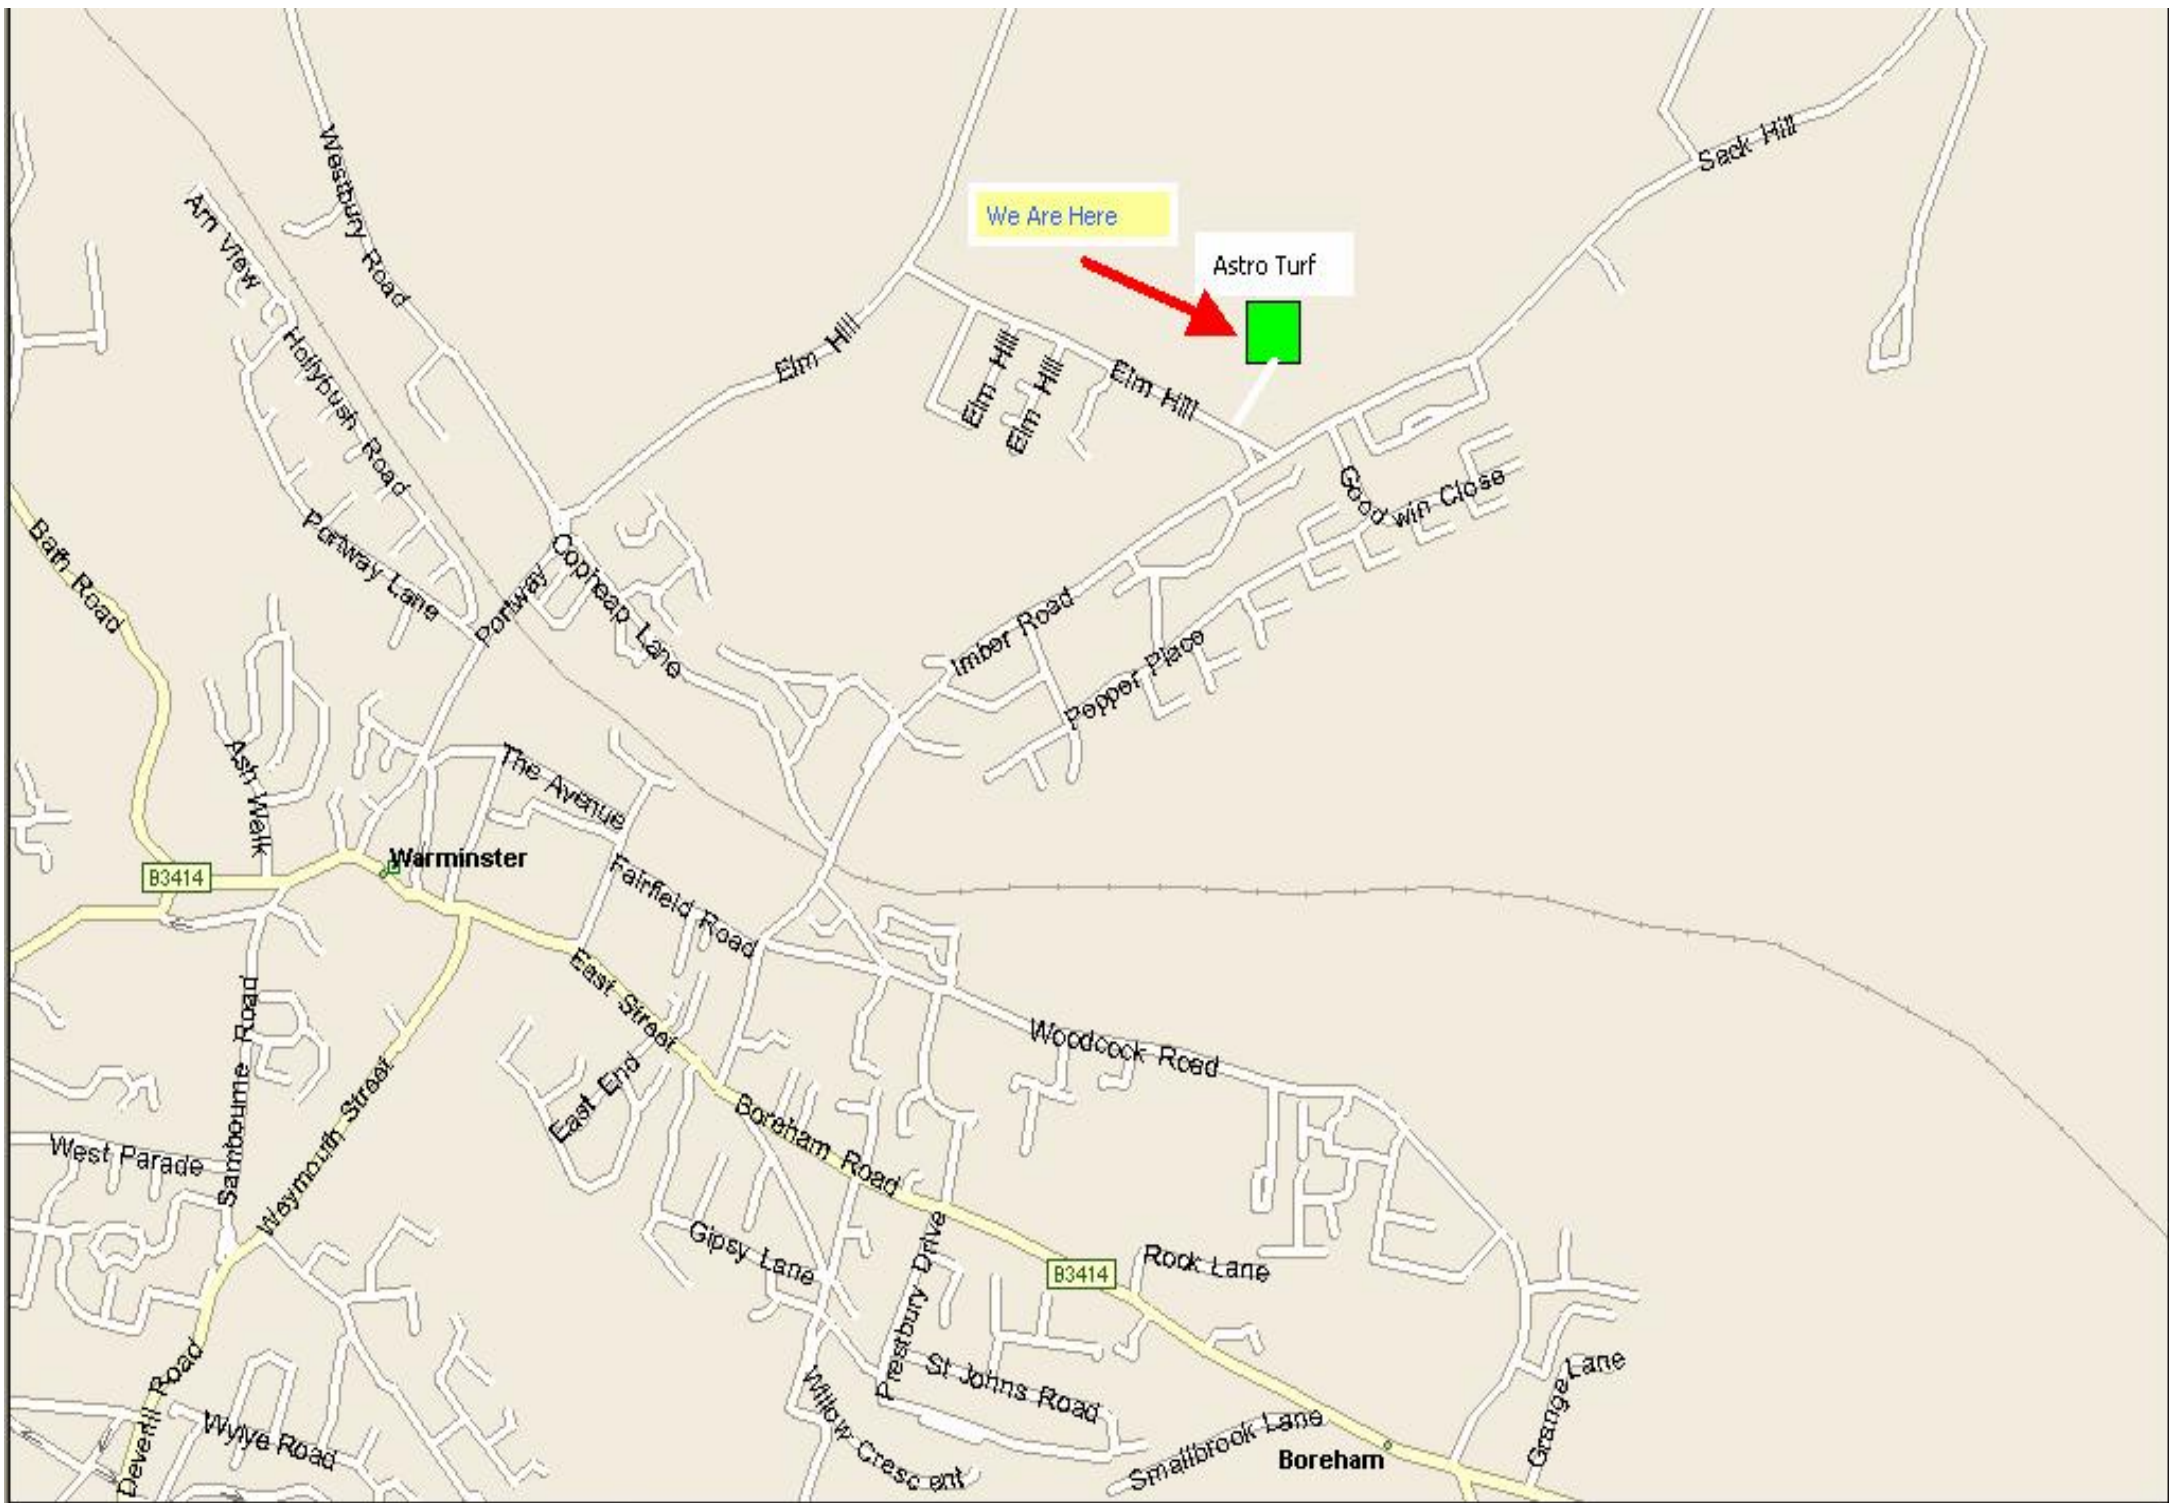 Westbury Road
Sack Hill
Arn View
We Are Here
Astro Turf
Elm Hill
Elm Hill
Elm Hill
Elm Hill
Hollybush Road
Goodwin Close
Bath Road
Portway Lane
Portway
Copheap Lane
Imber Road
Pepper Place
Ash Walk
The Avenue
Warminster
B3414
Fairfield Road
East Street
Sambourne Road
Woodcock Road
East End
Weymouth Street
West Parade
Boreham Road
Gipsy Lane
Prestbury Drive
B3414
Rock Lane
Deverill Road
Wylye Road
Willow Crescent
St Johns Road
Smallbrook Lane
Boreham
Grange Lane